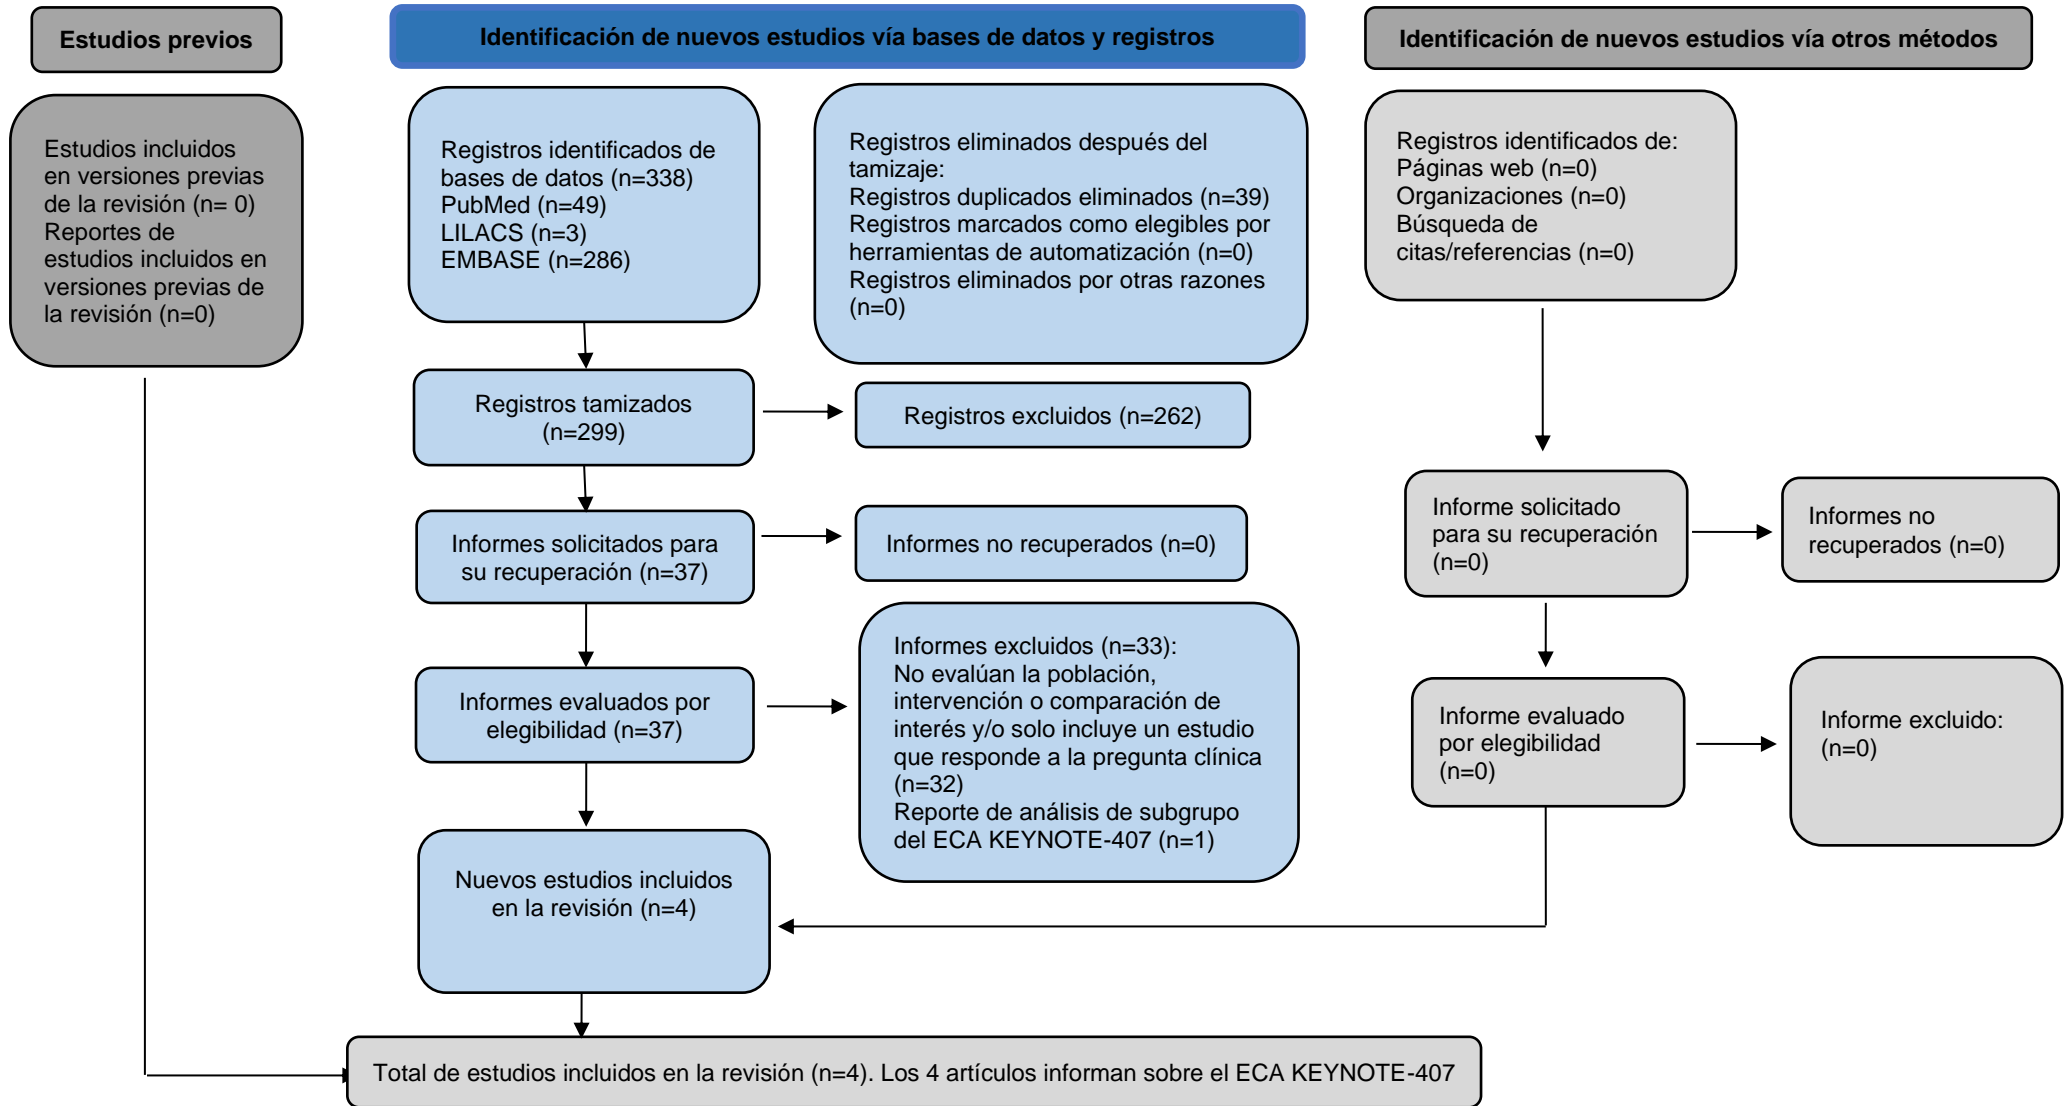 Estudios previos
Identificación de nuevos estudios vía bases de datos y registros
Identificación de nuevos estudios vía otros métodos
Estudios incluidos
en versiones previas
de la revisión (n= 0)
Reportes de
estudios incluidos en
versiones previas de
la revisión (n=0)
Registros identificados de
bases de datos (n=338)
PubMed (n=49)
LILACS (n=3)
EMBASE (n=286)
Registros eliminados después del
tamizaje:
Registros duplicados eliminados (n=39)
Registros marcados como elegibles por
herramientas de automatización (n=0)
Registros eliminados por otras razones
(n=0)
Registros identificados de:
Páginas web (n=0)
Organizaciones (n=0)
Búsqueda de
citas/referencias (n=0)
Registros tamizados
(n=299)
Registros excluidos (n=262)
Informes solicitados para
su recuperación (n=37)
Informes no recuperados (n=0)
Informe solicitado
para su recuperación
(n=0)
Informes no
recuperados (n=0)
Informes evaluados por
elegibilidad (n=37)
Informes excluidos (n=33):
No evalúan la población,
intervención o comparación de
interés y/o solo incluye un estudio
que responde a la pregunta clínica
(n=32)
Reporte de análisis de subgrupo
del ECA KEYNOTE-407 (n=1)
Informe evaluado
por elegibilidad
(n=0)
Informe excluido:
(n=0)
Nuevos estudios incluidos
en la revisión (n=4)
Total de estudios incluidos en la revisión (n=4). Los 4 artículos informan sobre el ECA KEYNOTE-407